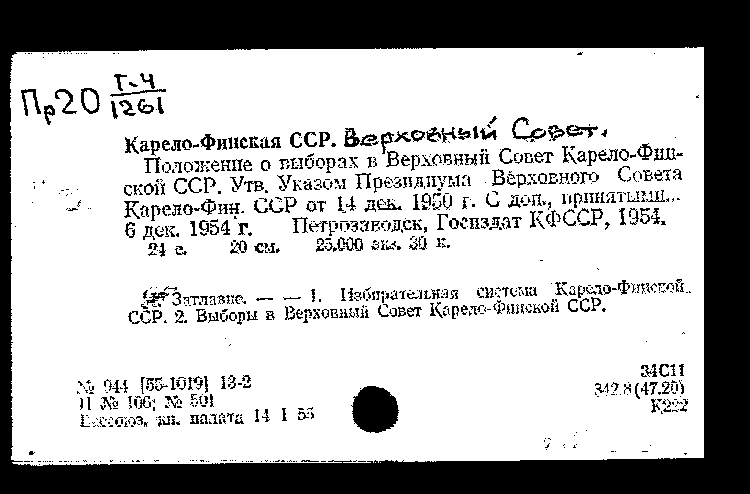 Пр20 Г-4
1261
Карело-Финская ССР. Верховный Совет.
Положение о выборах в Верховный Совет Карело-Фин-
ской ССР. Утв. Указом Президиума Верховного Совета
Карело-Фин. ССР от 14 дек. 1950 г. С доп., принятыми...
6 дек. 1954 г. Петрозаводск, Госиздат КФССР, 1954.
24 с. 20 см. 25.000 экз. 30 к.
Заглавие. — — 1. Избирательная система Карело-Финской
ССР. 2. Выборы в Верховный Совет Карело-Финской ССР.
34С11
№ 944 [55-1019] 13-2
342.8(47.20)
П № 106; № 501
К222
Всесоюз. кн. палата 14 I 55